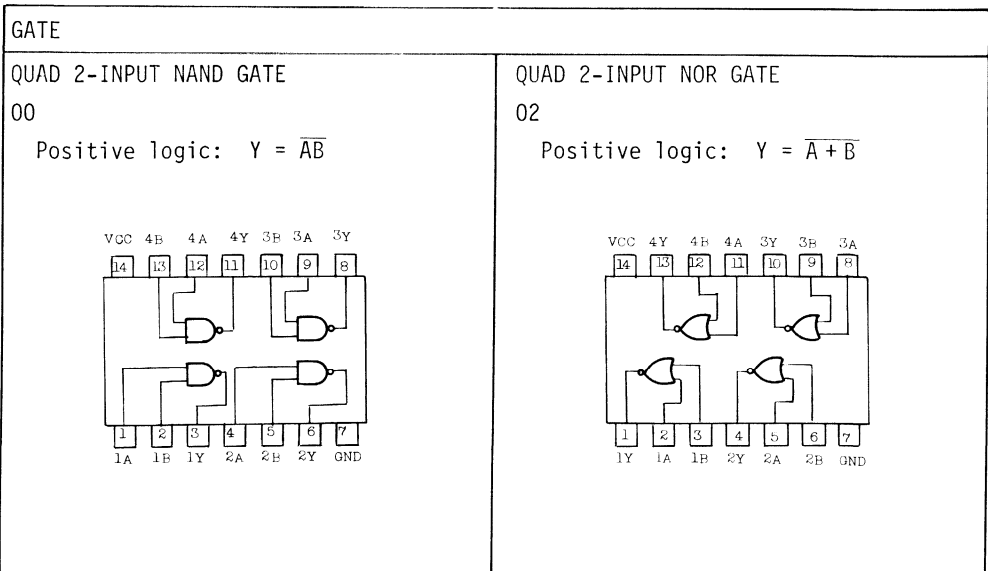 GATE
QUAD 2-INPUT NAND GATE
00
Positive logic: Y = A̅B̅
VCC 4B 4A 4Y 3B 3A 3Y
14 13 12 11 10 9 8
1 2 3 4 5 6 7
1A 1B 1Y 2A 2B 2Y GND
QUAD 2-INPUT NOR GATE
02
Positive logic: Y = A̅ ̅+̅ ̅B̅
VCC 4Y 4B 4A 3Y 3B 3A
14 13 12 11 10 9 8
1 2 3 4 5 6 7
1Y 1A 1B 2Y 2A 2B GND